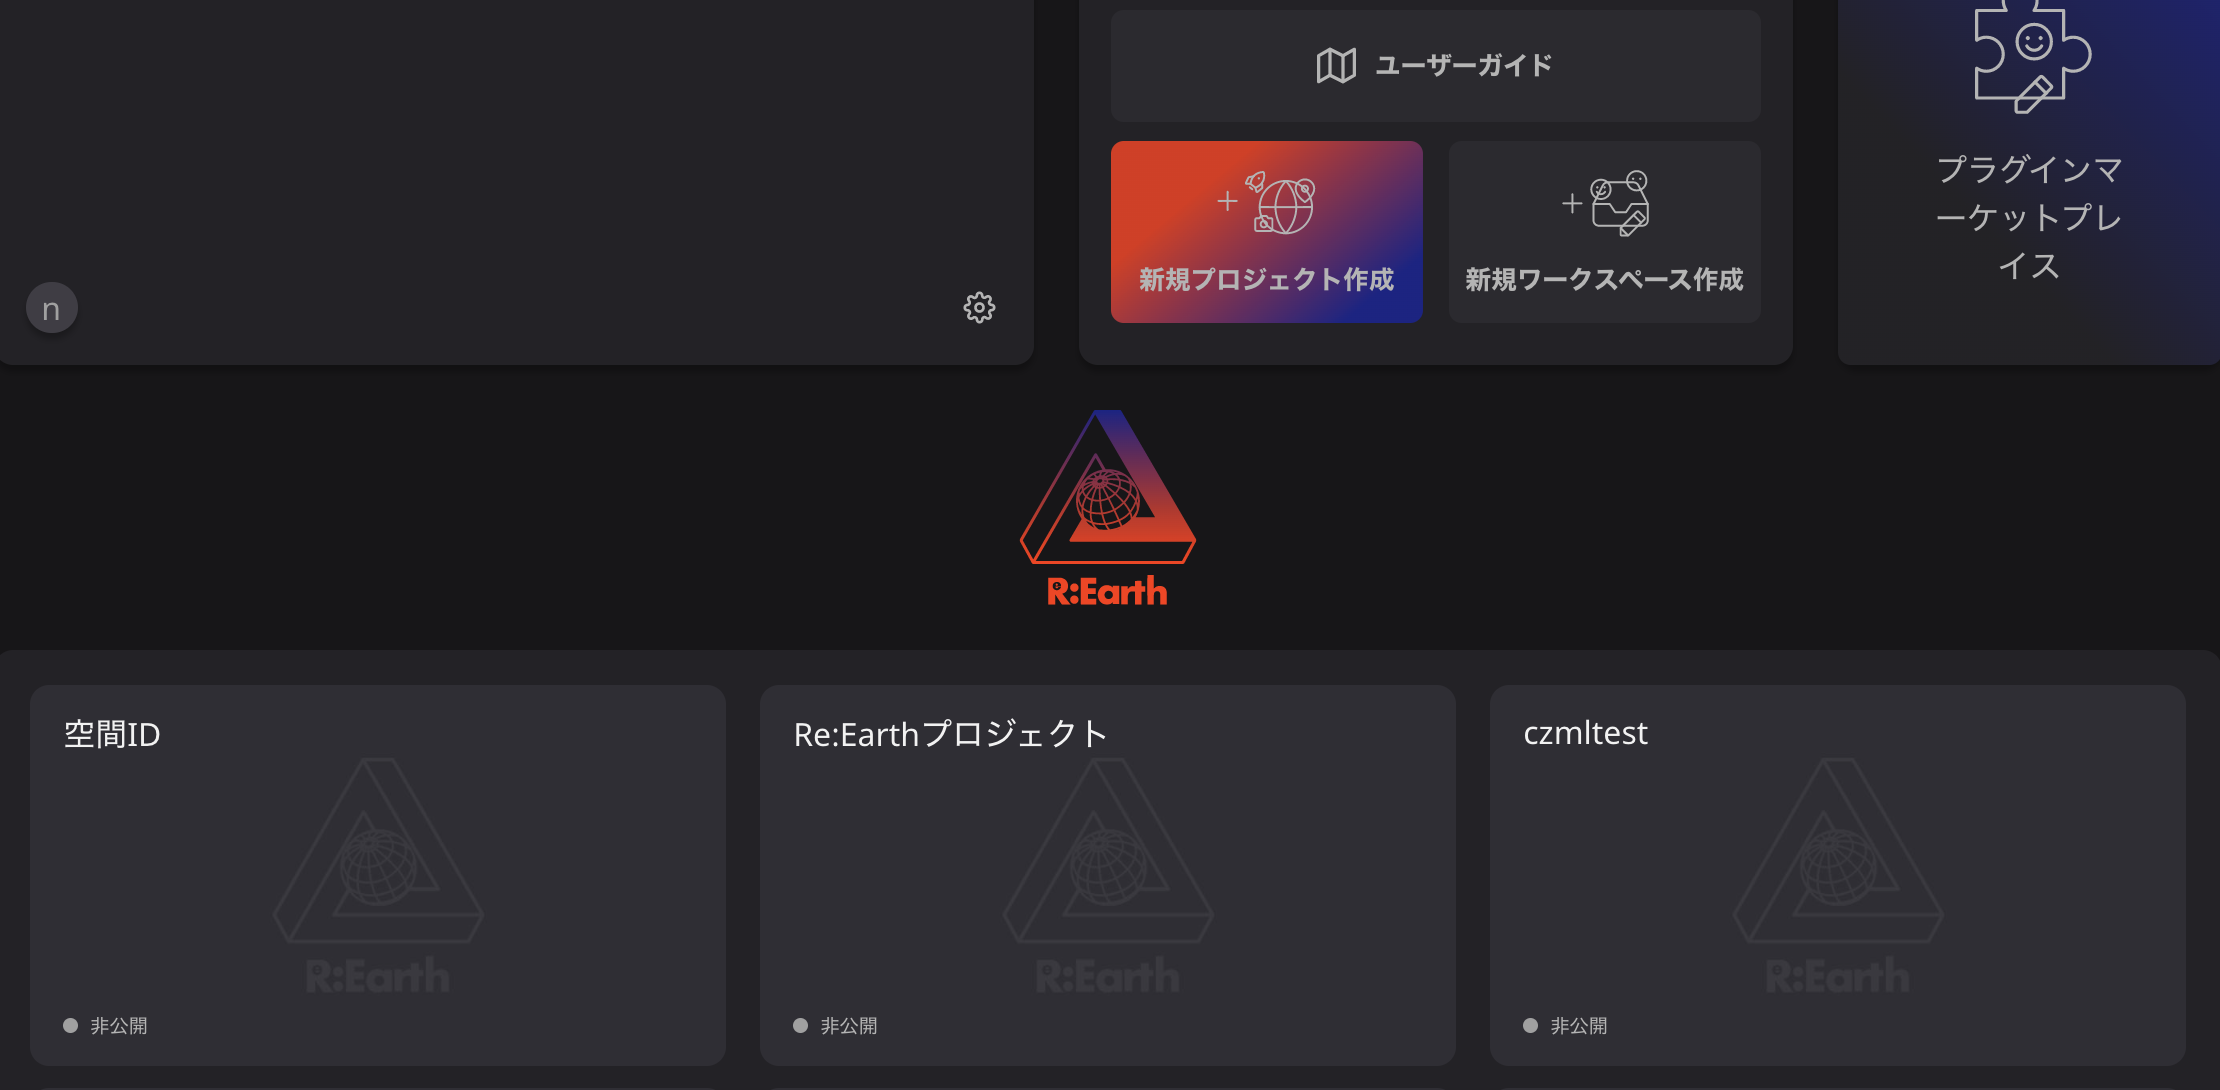 ユーザーガイド
新規プロジェクト作成
新規ワークスペース作成
プラグインマ
ーケットプレ
イス
n
R:Earth
空間ID
R:Earth
非公開
Re:Earthプロジェクト
R:Earth
非公開
czmltest
R:Earth
非公開